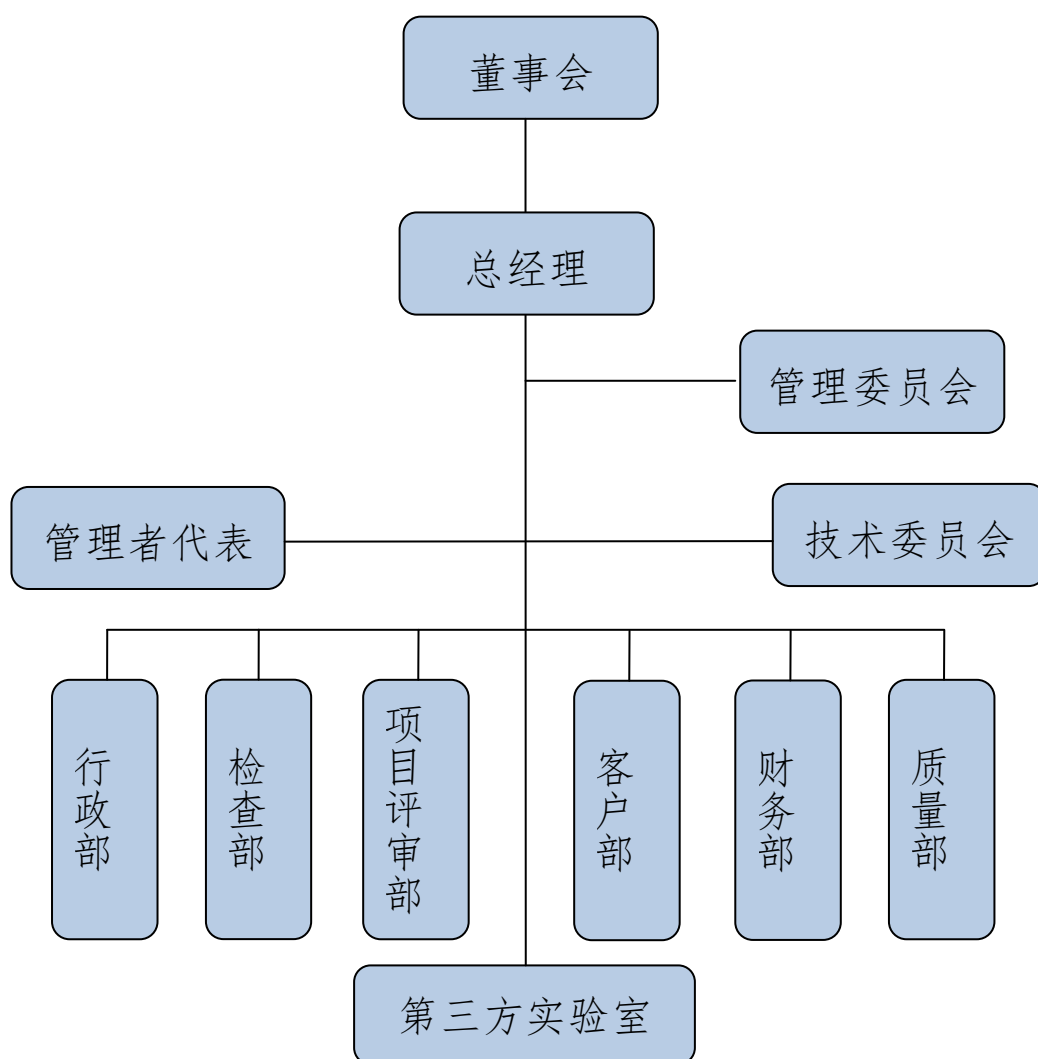 董事会
总经理
管理委员会
管理者代表
技术委员会
行政部
检查部
项目评审部
客户部
财务部
质量部
第三方实验室